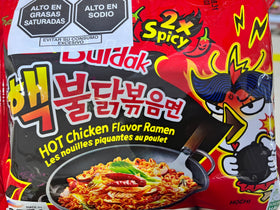 ALTO EN
GRASAS
SATURADAS
ALTO EN
SODIO
EVITAR SU CONSUMO
EXCESIVO
2x
Spicy
Buldak
핵불닭볶음면
HOT Chicken Flavor Ramen
Les nouilles piquantes au poulet
HOCHI